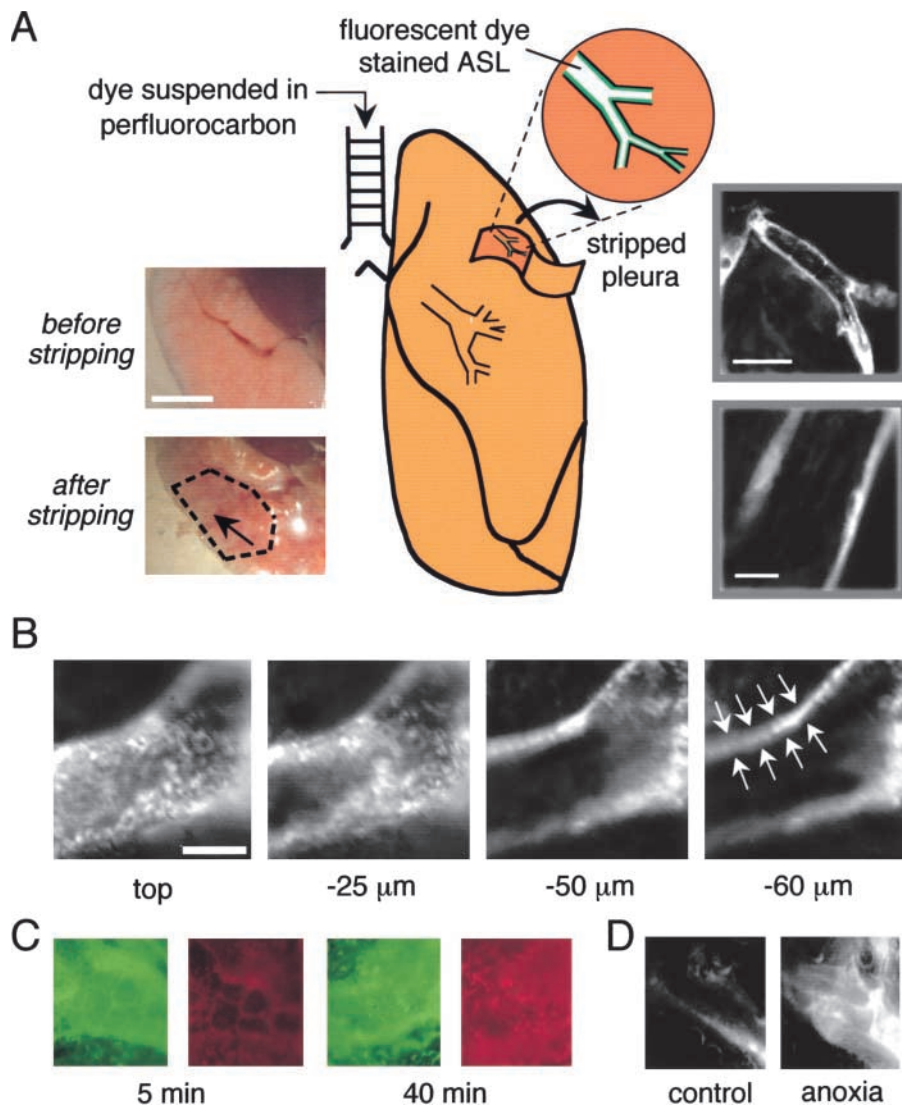 A
fluorescent dye
stained ASL
dye suspended in
perfluorocarbon
stripped
pleura
before
stripping
after
stripping
B
top
-25 μm
-50 μm
-60 μm
C
5 min
40 min
D
control
anoxia